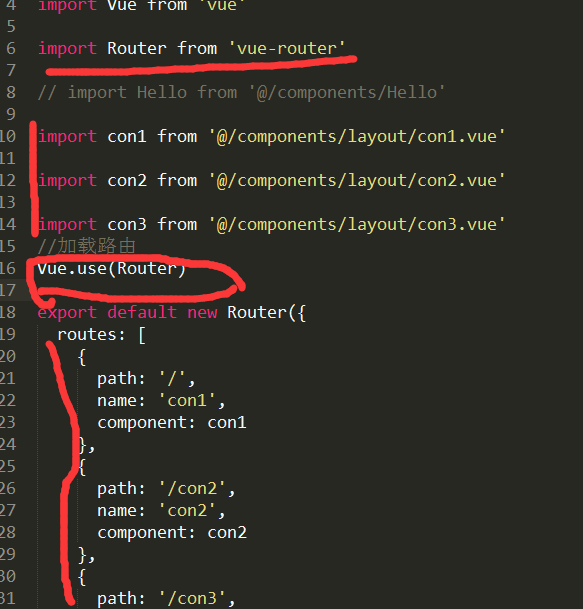 4 import Vue from 'vue'
5
6 import Router from 'vue-router'
7
8 // import Hello from '@/components/Hello'
9
10 import con1 from '@/components/layout/con1.vue'
11
12 import con2 from '@/components/layout/con2.vue'
13
14 import con3 from '@/components/layout/con3.vue'
15 //加载路由
16 Vue.use(Router)
17
18 export default new Router({
19 routes: [
20 {
21 path: '/',
22 name: 'con1',
23 component: con1
24 },
25 {
26 path: '/con2',
27 name: 'con2',
28 component: con2
29 },
30 {
31 path: '/con3',